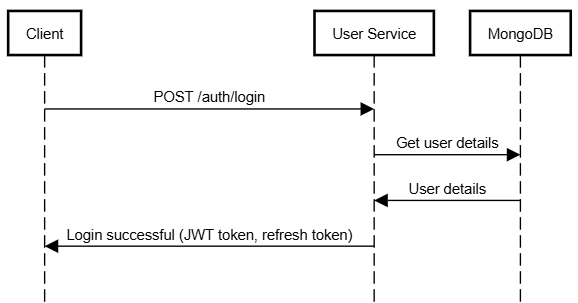 Client
User Service
MongoDB
POST /auth/login
Get user details
User details
Login successful (JWT token, refresh token)